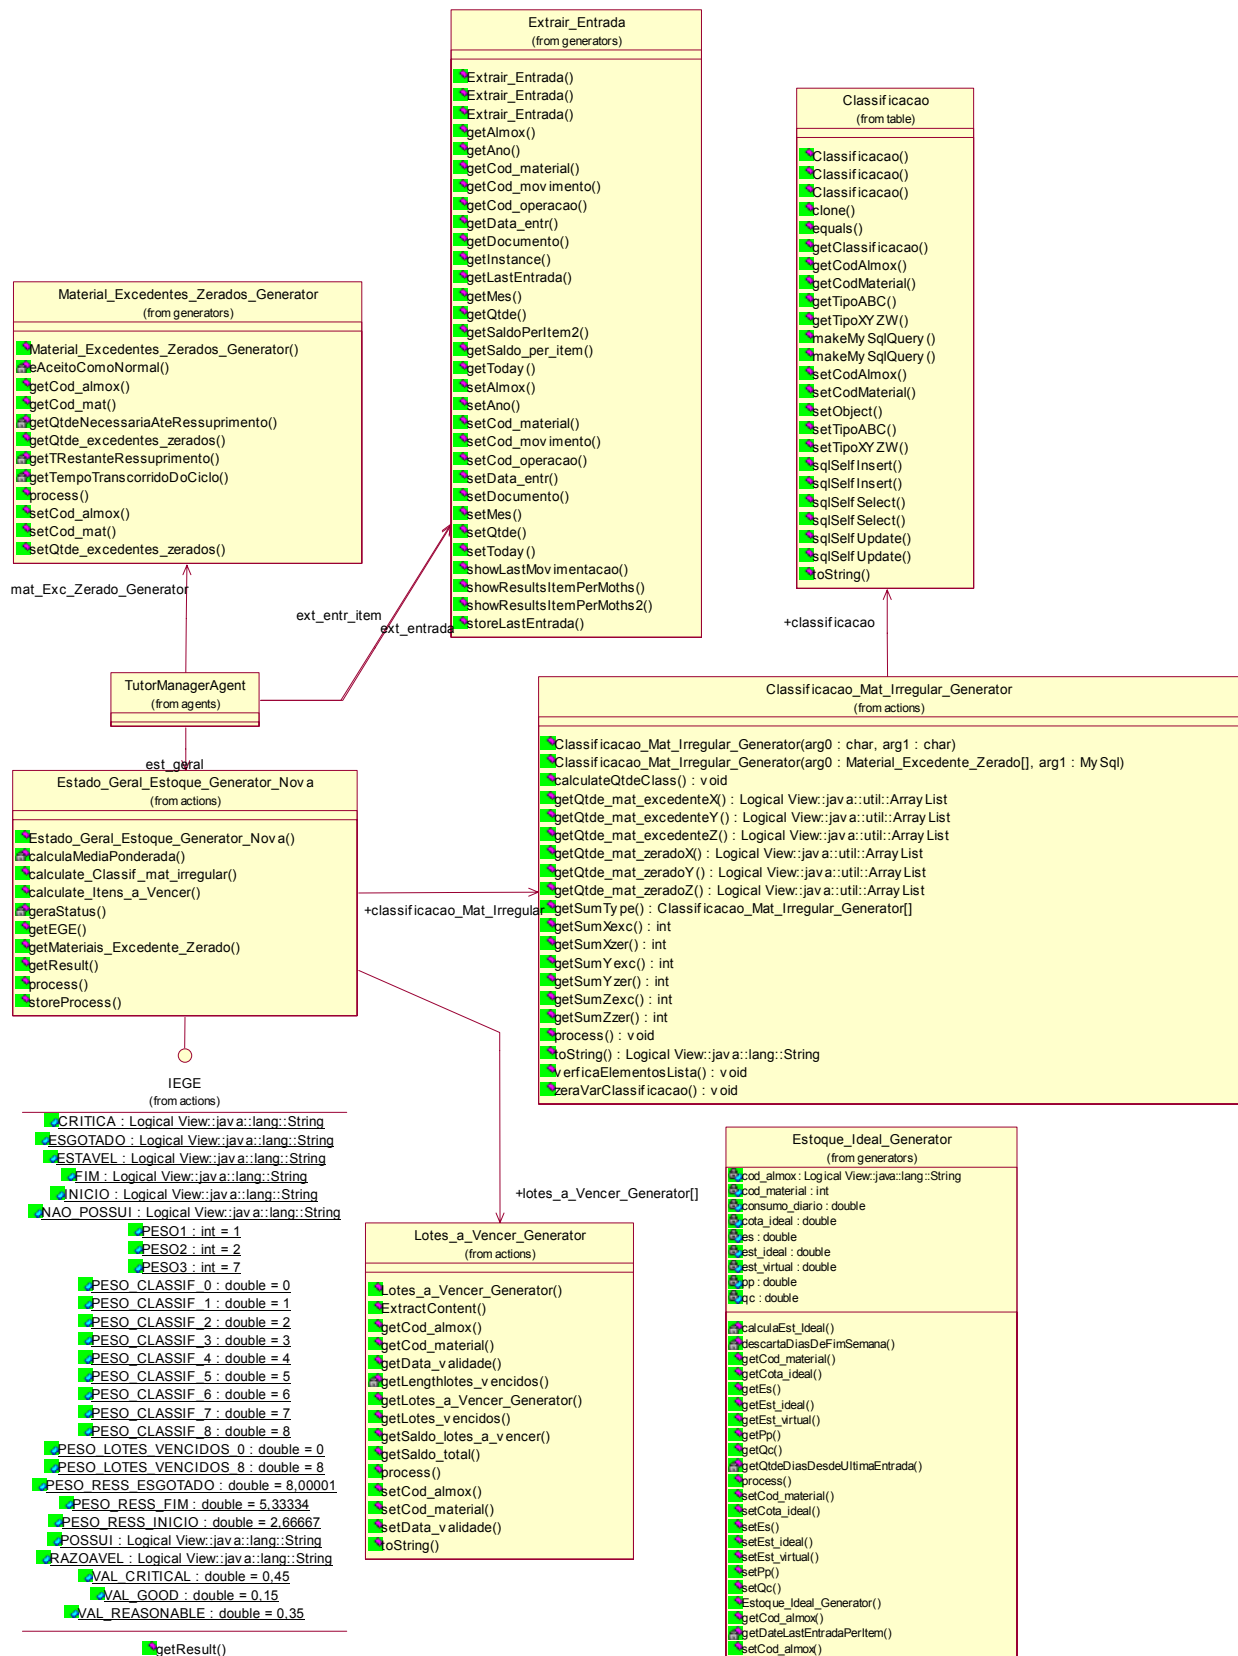 Extrair_Entrada
(from generators)
Extrair_Entrada()
Extrair_Entrada()
Extrair_Entrada()
getAlmox()
getAno()
getCod_material()
getCod_movimento()
getCod_operacao()
getData_entr()
getDocumento()
getInstance()
getLastEntrada()
getMes()
getQtde()
getSaldoPerItem2()
getSaldo_per_item()
getToday()
setAlmox()
setAno()
setCod_material()
setCod_movimento()
setCod_operacao()
setData_entr()
setDocumento()
setMes()
setQtde()
setToday()
showLastMovimentacao()
showResultsItemPerMoths()
showResultsItemPerMoths2()
storeLastEntrada()
Classificacao
(from table)
Classificacao()
Classificacao()
Classificacao()
clone()
equals()
getClassificacao()
getCodAlmox()
getCodMaterial()
getTipoABC()
getTipoXYZW()
makeMySqlQuery()
makeMySqlQuery()
setCodAlmox()
setCodMaterial()
setObject()
setTipoABC()
setTipoXYZW()
sqlSelfInsert()
sqlSelfInsert()
sqlSelfSelect()
sqlSelfSelect()
sqlSelfUpdate()
sqlSelfUpdate()
toString()
Material_Excedentes_Zerados_Generator
(from generators)
Material_Excedentes_Zerados_Generator()
eAceitoComoNormal()
getCod_almox()
getCod_mat()
getQtdeNecessariaAteRessuprimento()
getQtde_excedentes_zerados()
getTRestanteRessuprimento()
getTempoTranscorridoDoCiclo()
process()
setCod_almox()
setCod_mat()
setQtde_excedentes_zerados()
mat_Exc_Zerado_Generator
ext_entr_item
ext_entrada
+classificacao
TutorManagerAgent
(from agents)
est_geral
Classificacao_Mat_Irregular_Generator
(from actions)
Classificacao_Mat_Irregular_Generator(arg0 : char, arg1 : char)
Classificacao_Mat_Irregular_Generator(arg0 : Material_Excedente_Zerado[], arg1 : MySql)
calculateQtdeClass() : void
getQtde_mat_excedenteX() : Logical View::java::util::ArrayList
getQtde_mat_excedenteY() : Logical View::java::util::ArrayList
getQtde_mat_excedenteZ() : Logical View::java::util::ArrayList
getQtde_mat_zeradoX() : Logical View::java::util::ArrayList
getQtde_mat_zeradoY() : Logical View::java::util::ArrayList
getQtde_mat_zeradoZ() : Logical View::java::util::ArrayList
getSumType() : Classificacao_Mat_Irregular_Generator[]
getSumXexc() : int
getSumXzer() : int
getSumYexc() : int
getSumYzer() : int
getSumZexc() : int
getSumZzer() : int
process() : void
toString() : Logical View::java::lang::String
verficaElementosLista() : void
zeraVarClassificacao() : void
Estado_Geral_Estoque_Generator_Nova
(from actions)
Estado_Geral_Estoque_Generator_Nova()
calculaMediaPonderada()
calculate_Classif_mat_irregular()
calculate_Itens_a_Vencer()
geraStatus()
getEGE()
getMateriais_Excedente_Zerado()
getResult()
process()
storeProcess()
+classificacao_Mat_Irregular
IEGE
(from actions)
CRITICA : Logical View::java::lang::String
ESGOTADO : Logical View::java::lang::String
ESTAVEL : Logical View::java::lang::String
FIM : Logical View::java::lang::String
INICIO : Logical View::java::lang::String
NAO_POSSUI : Logical View::java::lang::String
PESO1 : int = 1
PESO2 : int = 2
PESO3 : int = 7
PESO_CLASSIF_0 : double = 0
PESO_CLASSIF_1 : double = 1
PESO_CLASSIF_2 : double = 2
PESO_CLASSIF_3 : double = 3
PESO_CLASSIF_4 : double = 4
PESO_CLASSIF_5 : double = 5
PESO_CLASSIF_6 : double = 6
PESO_CLASSIF_7 : double = 7
PESO_CLASSIF_8 : double = 8
PESO_LOTES_VENCIDOS_0 : double = 0
PESO_LOTES_VENCIDOS_8 : double = 8
PESO_RESS_ESGOTADO : double = 8,00001
PESO_RESS_FIM : double = 5,33334
PESO_RESS_INICIO : double = 2,66667
POSSUI : Logical View::java::lang::String
RAZOAVEL : Logical View::java::lang::String
VAL_CRITICAL : double = 0,45
VAL_GOOD : double = 0,15
VAL_REASONABLE : double = 0,35
getResult()
+lotes_a_Vencer_Generator[]
Lotes_a_Vencer_Generator
(from actions)
Lotes_a_Vencer_Generator()
ExtractContent()
getCod_almox()
getCod_material()
getData_validade()
getLengthlotes_vencidos()
getLotes_a_Vencer_Generator()
getLotes_vencidos()
getSaldo_lotes_a_vencer()
getSaldo_total()
process()
setCod_almox()
setCod_material()
setData_validade()
toString()
Estoque_Ideal_Generator
(from generators)
cod_almox : Logical View::java::lang::String
cod_material : int
consumo_diario : double
cota_ideal : double
es : double
est_ideal : double
est_virtual : double
pp : double
qc : double
calculaEst_Ideal()
descartaDiasDeFimSemana()
getCod_material()
getCota_ideal()
getEs()
getEst_ideal()
getEst_virtual()
getPp()
getQc()
getQtdeDiasDesdeUltimaEntrada()
process()
setCod_material()
setCota_ideal()
setEs()
setEst_ideal()
setEst_virtual()
setPp()
setQc()
Estoque_Ideal_Generator()
getCod_almox()
getDateLastEntradaPerItem()
setCod_almox()